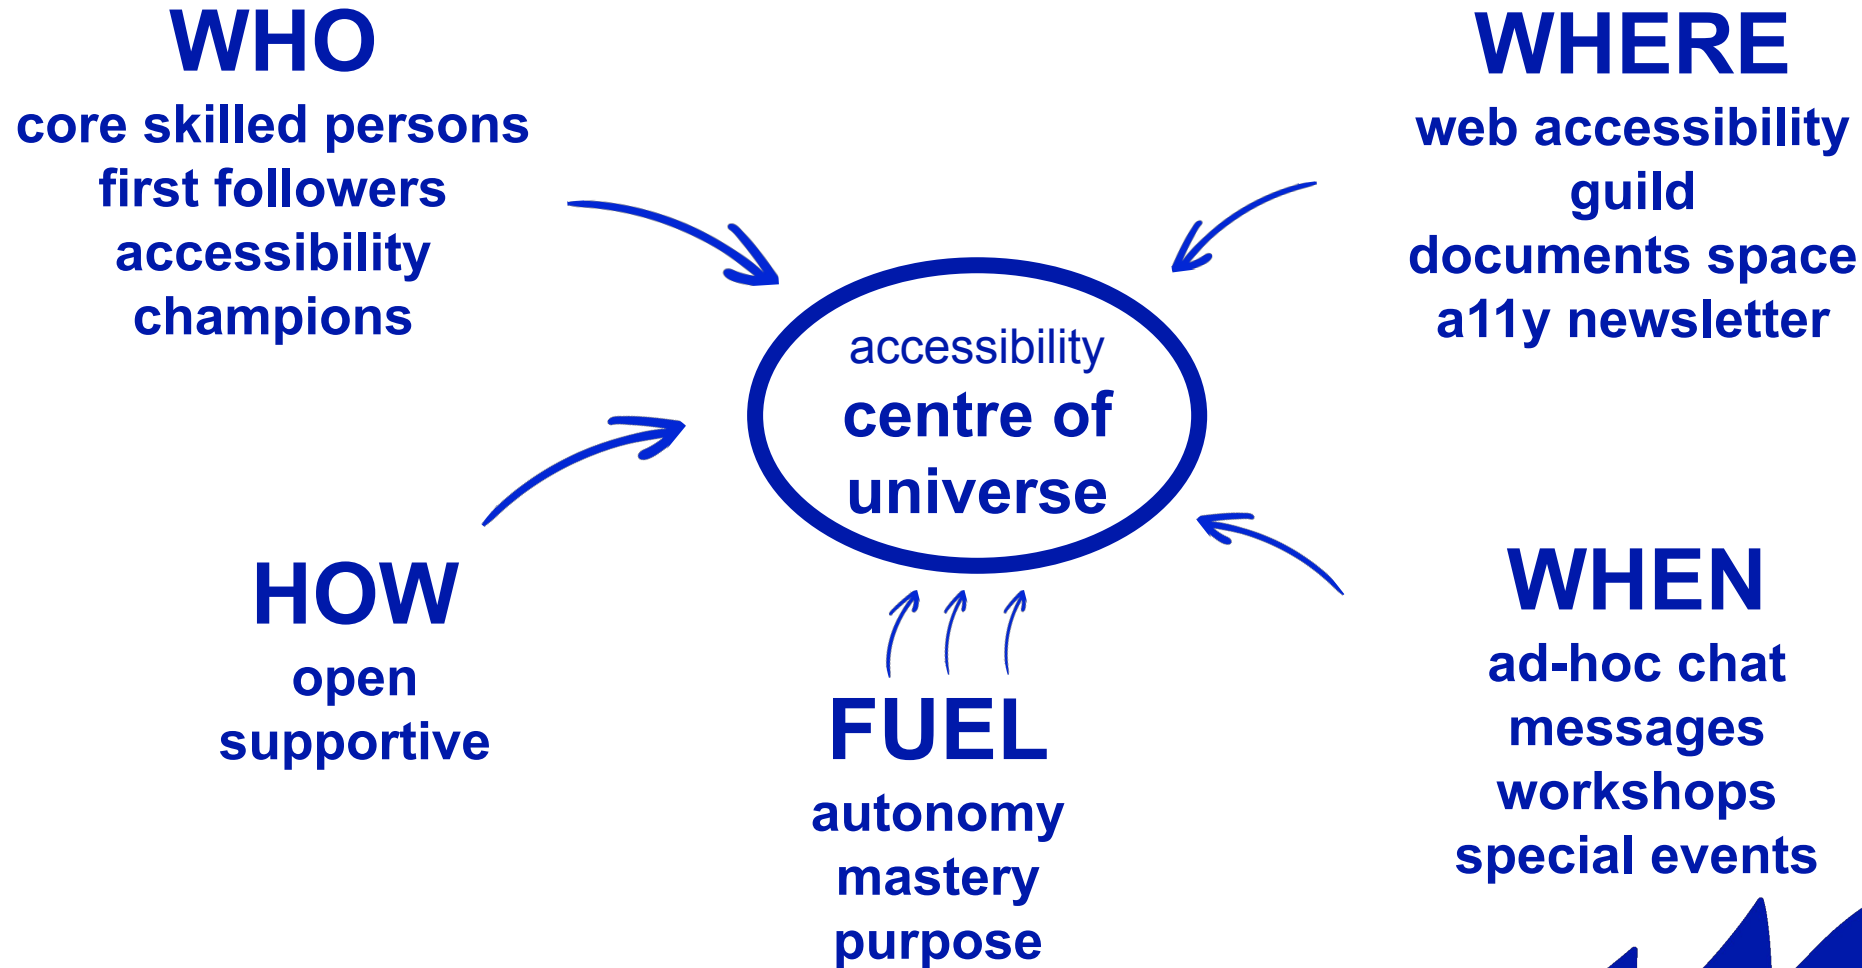 WHO
core skilled persons
first followers
accessibility
champions
WHERE
web accessibility
guild
documents space
a11y newsletter
accessibility
centre of
universe
HOW
open
supportive
FUEL
autonomy
mastery
purpose
WHEN
ad-hoc chat
messages
workshops
special events